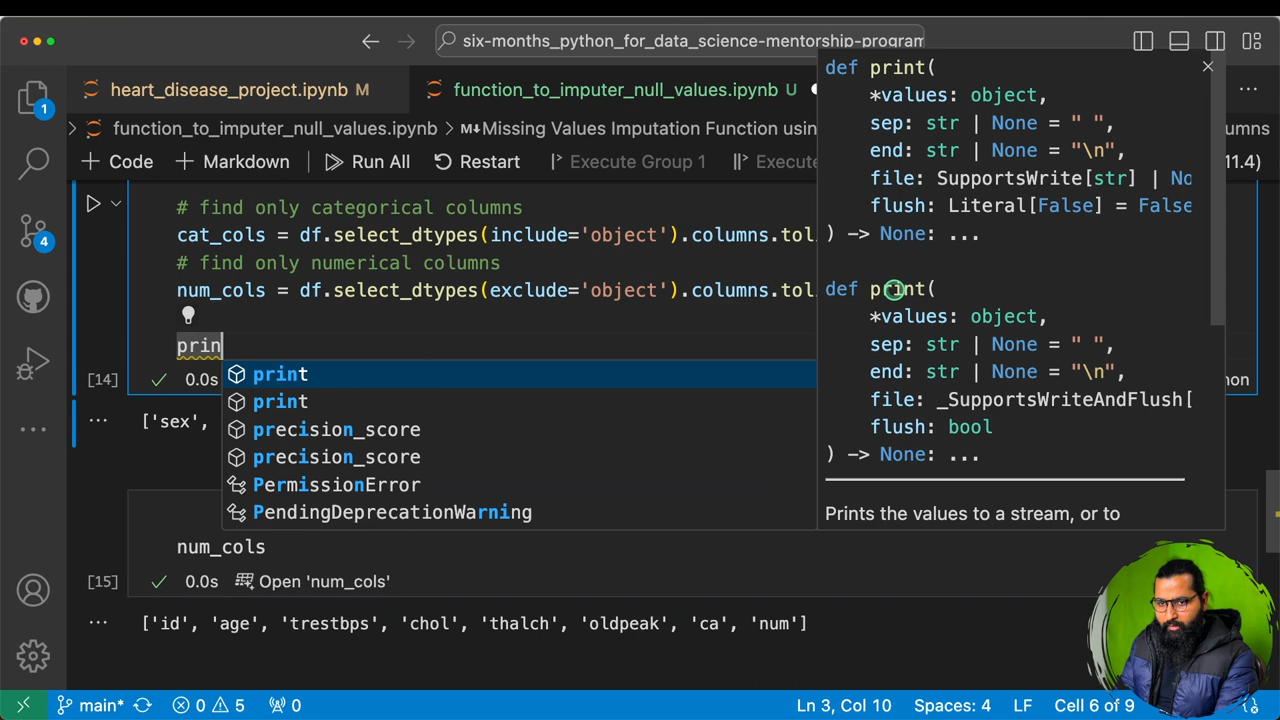 six-months_python_for_data_science-mentorship-program
heart_disease_project.ipynb M
function_to_imputer_null_values.ipynb U
function_to_imputer_null_values.ipynb > M↓Missing Values Imputation Function using
umns
+ Code + Markdown Run All Restart Execute Group 1 Execute
11.4)
# find only categorical columns
cat_cols = df.select_dtypes(include='object').columns.tol
# find only numerical columns
num_cols = df.select_dtypes(exclude='object').columns.tol
prin
[14] 0.0s
['sex',
print
print
precision_score
precision_score
PermissionError
PendingDeprecationWarning
def print(
*values: object,
sep: str | None = " ",
end: str | None = "\n",
file: SupportsWrite[str] | No
flush: Literal[False] = False
) -> None: ...
def print(
*values: object,
sep: str | None = " ",
end: str | None = "\n",
file: _SupportsWriteAndFlush[
flush: bool
) -> None: ...
Prints the values to a stream, or to
hon
num_cols
[15] 0.0s Open 'num_cols'
['id', 'age', 'trestbps', 'chol', 'thalch', 'oldpeak', 'ca', 'num']
1
4
main* 0 5 0
Ln 3, Col 10 Spaces: 4 LF Cell 6 of 9